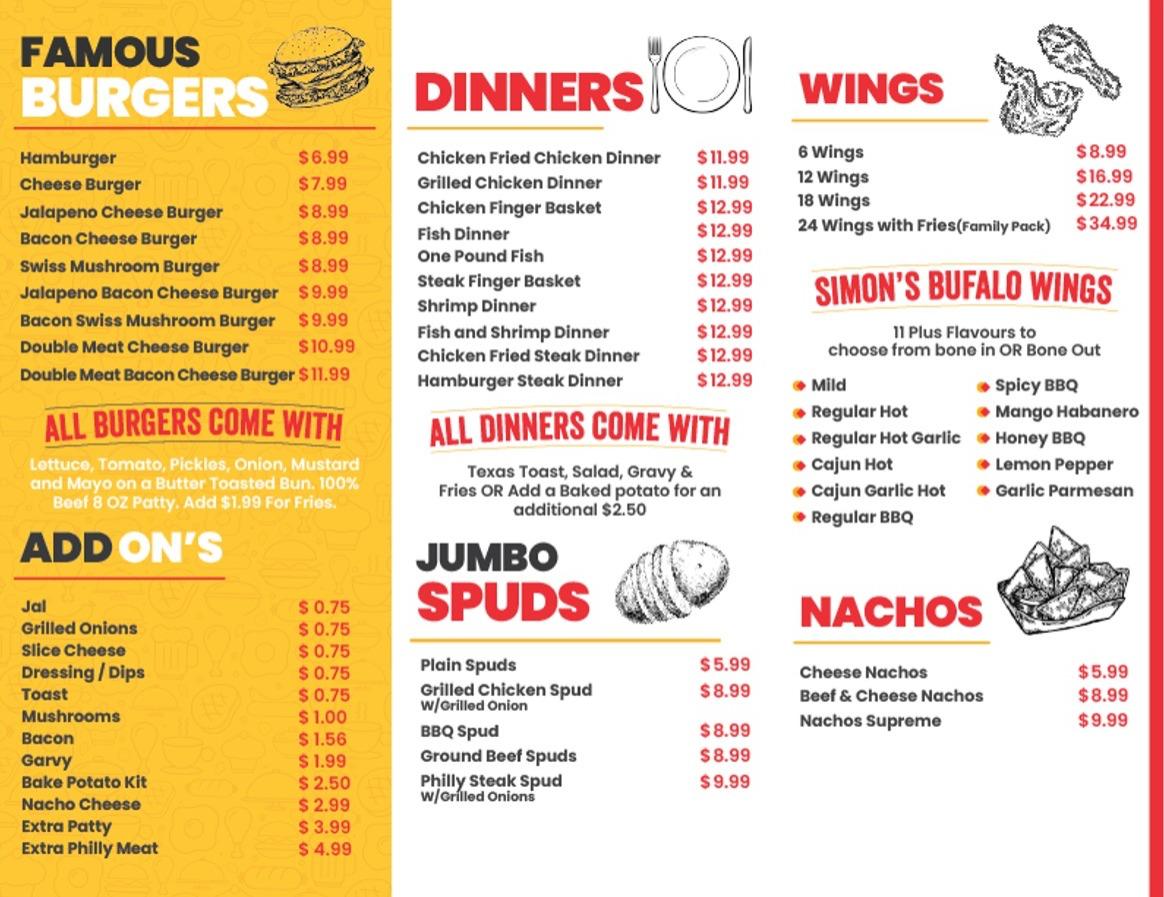 FAMOUS
BURGERS
Hamburger $6.99
Cheese Burger $7.99
Jalapeno Cheese Burger $8.99
Bacon Cheese Burger $8.99
Swiss Mushroom Burger $8.99
Jalapeno Bacon Cheese Burger $9.99
Bacon Swiss Mushroom Burger $9.99
Double Meat Cheese Burger $10.99
Double Meat Bacon Cheese Burger $11.99
ALL BURGERS COME WITH
Lettuce, Tomato, Pickles, Onion, Mustard
and Mayo on a Butter Toasted Bun. 100%
Beef 8 OZ Patty. Add $1.99 For Fries.
ADD ON'S
Jal $ 0.75
Grilled Onions $ 0.75
Slice Cheese $ 0.75
Dressing / Dips $ 0.75
Toast $ 0.75
Mushrooms $ 1.00
Bacon $ 1.56
Garvy $ 1.99
Bake Potato Kit $ 2.50
Nacho Cheese $ 2.99
Extra Patty $ 3.99
Extra Philly Meat $ 4.99
DINNERS
Chicken Fried Chicken Dinner $11.99
Grilled Chicken Dinner $11.99
Chicken Finger Basket $12.99
Fish Dinner $12.99
One Pound Fish $12.99
Steak Finger Basket $12.99
Shrimp Dinner $12.99
Fish and Shrimp Dinner $12.99
Chicken Fried Steak Dinner $12.99
Hamburger Steak Dinner $12.99
ALL DINNERS COME WITH
Texas Toast, Salad, Gravy &
Fries OR Add a Baked potato for an
additional $2.50
JUMBO
SPUDS
Plain Spuds $5.99
Grilled Chicken Spud $8.99
W/Grilled Onion
BBQ Spud $8.99
Ground Beef Spuds $8.99
Philly Steak Spud $9.99
W/Grilled Onions
WINGS
6 Wings $8.99
12 Wings $16.99
18 Wings $22.99
24 Wings with Fries(Family Pack) $34.99
SIMON'S BUFALO WINGS
11 Plus Flavours to
choose from bone in OR Bone Out
Mild
Regular Hot
Regular Hot Garlic
Cajun Hot
Cajun Garlic Hot
Regular BBQ
Spicy BBQ
Mango Habanero
Honey BBQ
Lemon Pepper
Garlic Parmesan
NACHOS
Cheese Nachos $5.99
Beef & Cheese Nachos $8.99
Nachos Supreme $9.99